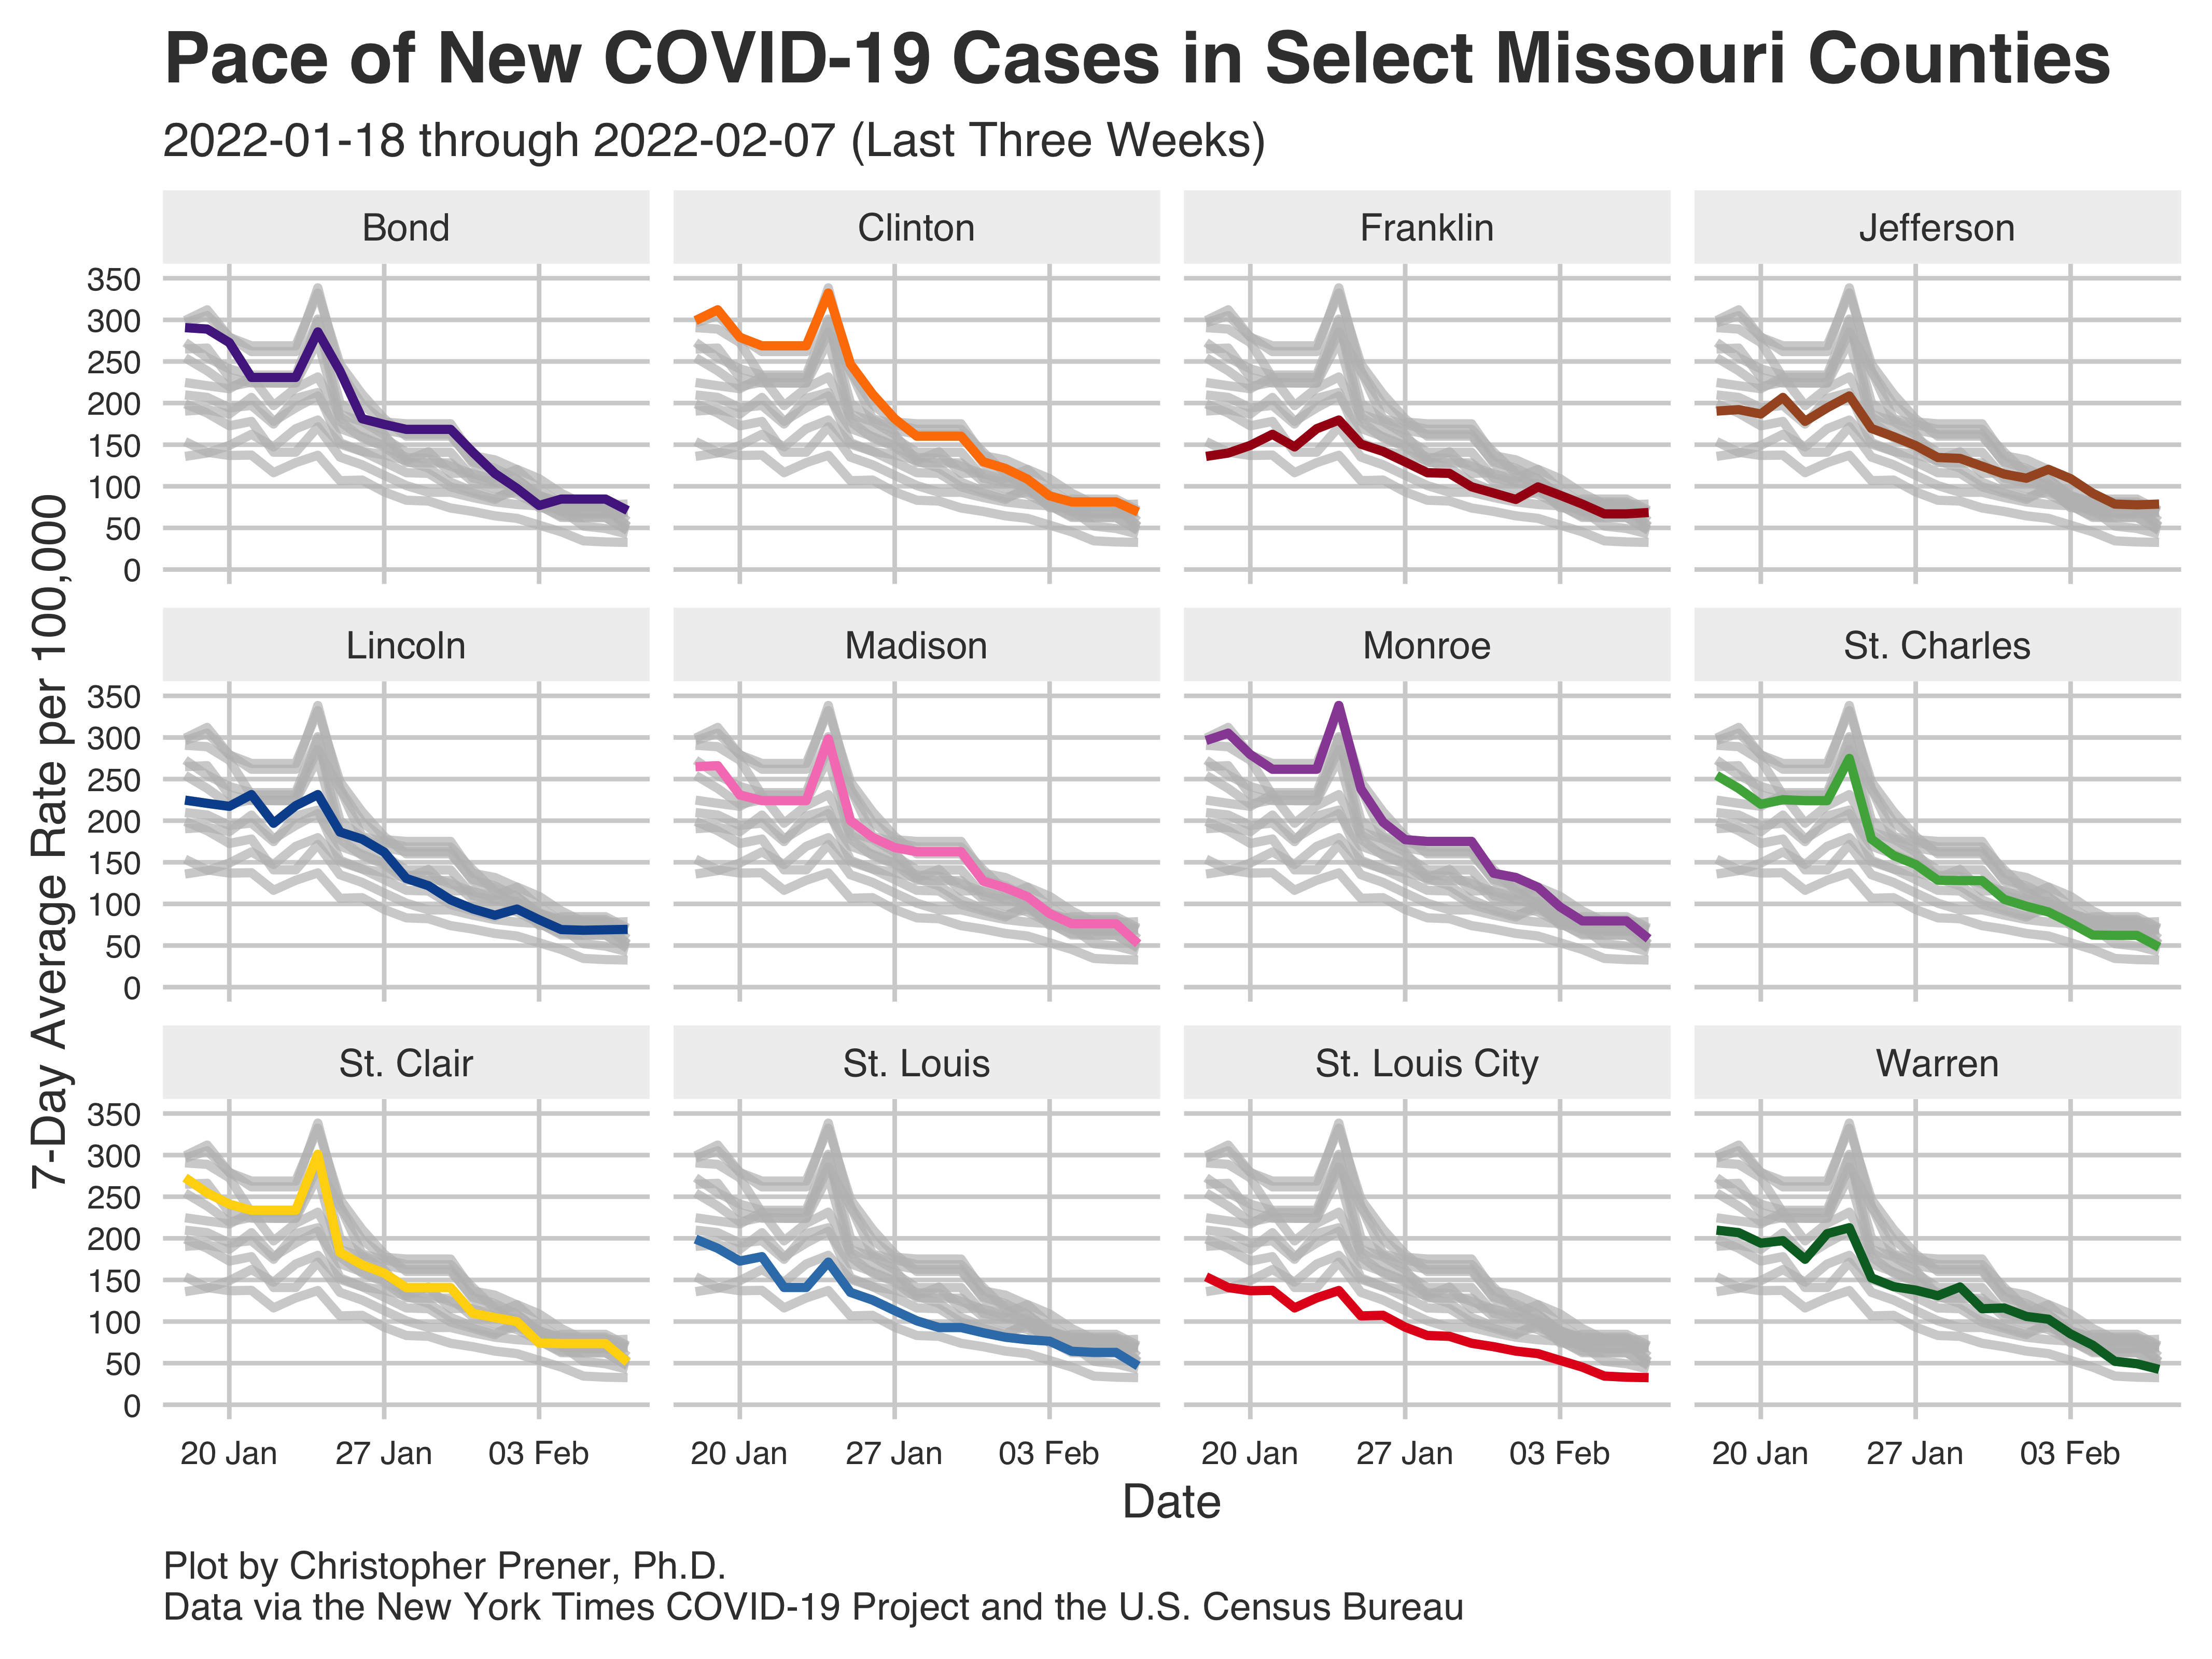 Pace of New COVID-19 Cases in Select Missouri Counties
2022-01-18 through 2022-02-07 (Last Three Weeks)
7-Day Average Rate per 100,000
Bond
Clinton
Franklin
Jefferson
350
300
250
200
150
100
50
0
Lincoln
Madison
Monroe
St. Charles
350
300
250
200
150
100
50
0
St. Clair
St. Louis
St. Louis City
Warren
350
300
250
200
150
100
50
0
20 Jan 27 Jan 03 Feb
20 Jan 27 Jan 03 Feb
20 Jan 27 Jan 03 Feb
20 Jan 27 Jan 03 Feb
Date
Plot by Christopher Prener, Ph.D.
Data via the New York Times COVID-19 Project and the U.S. Census Bureau